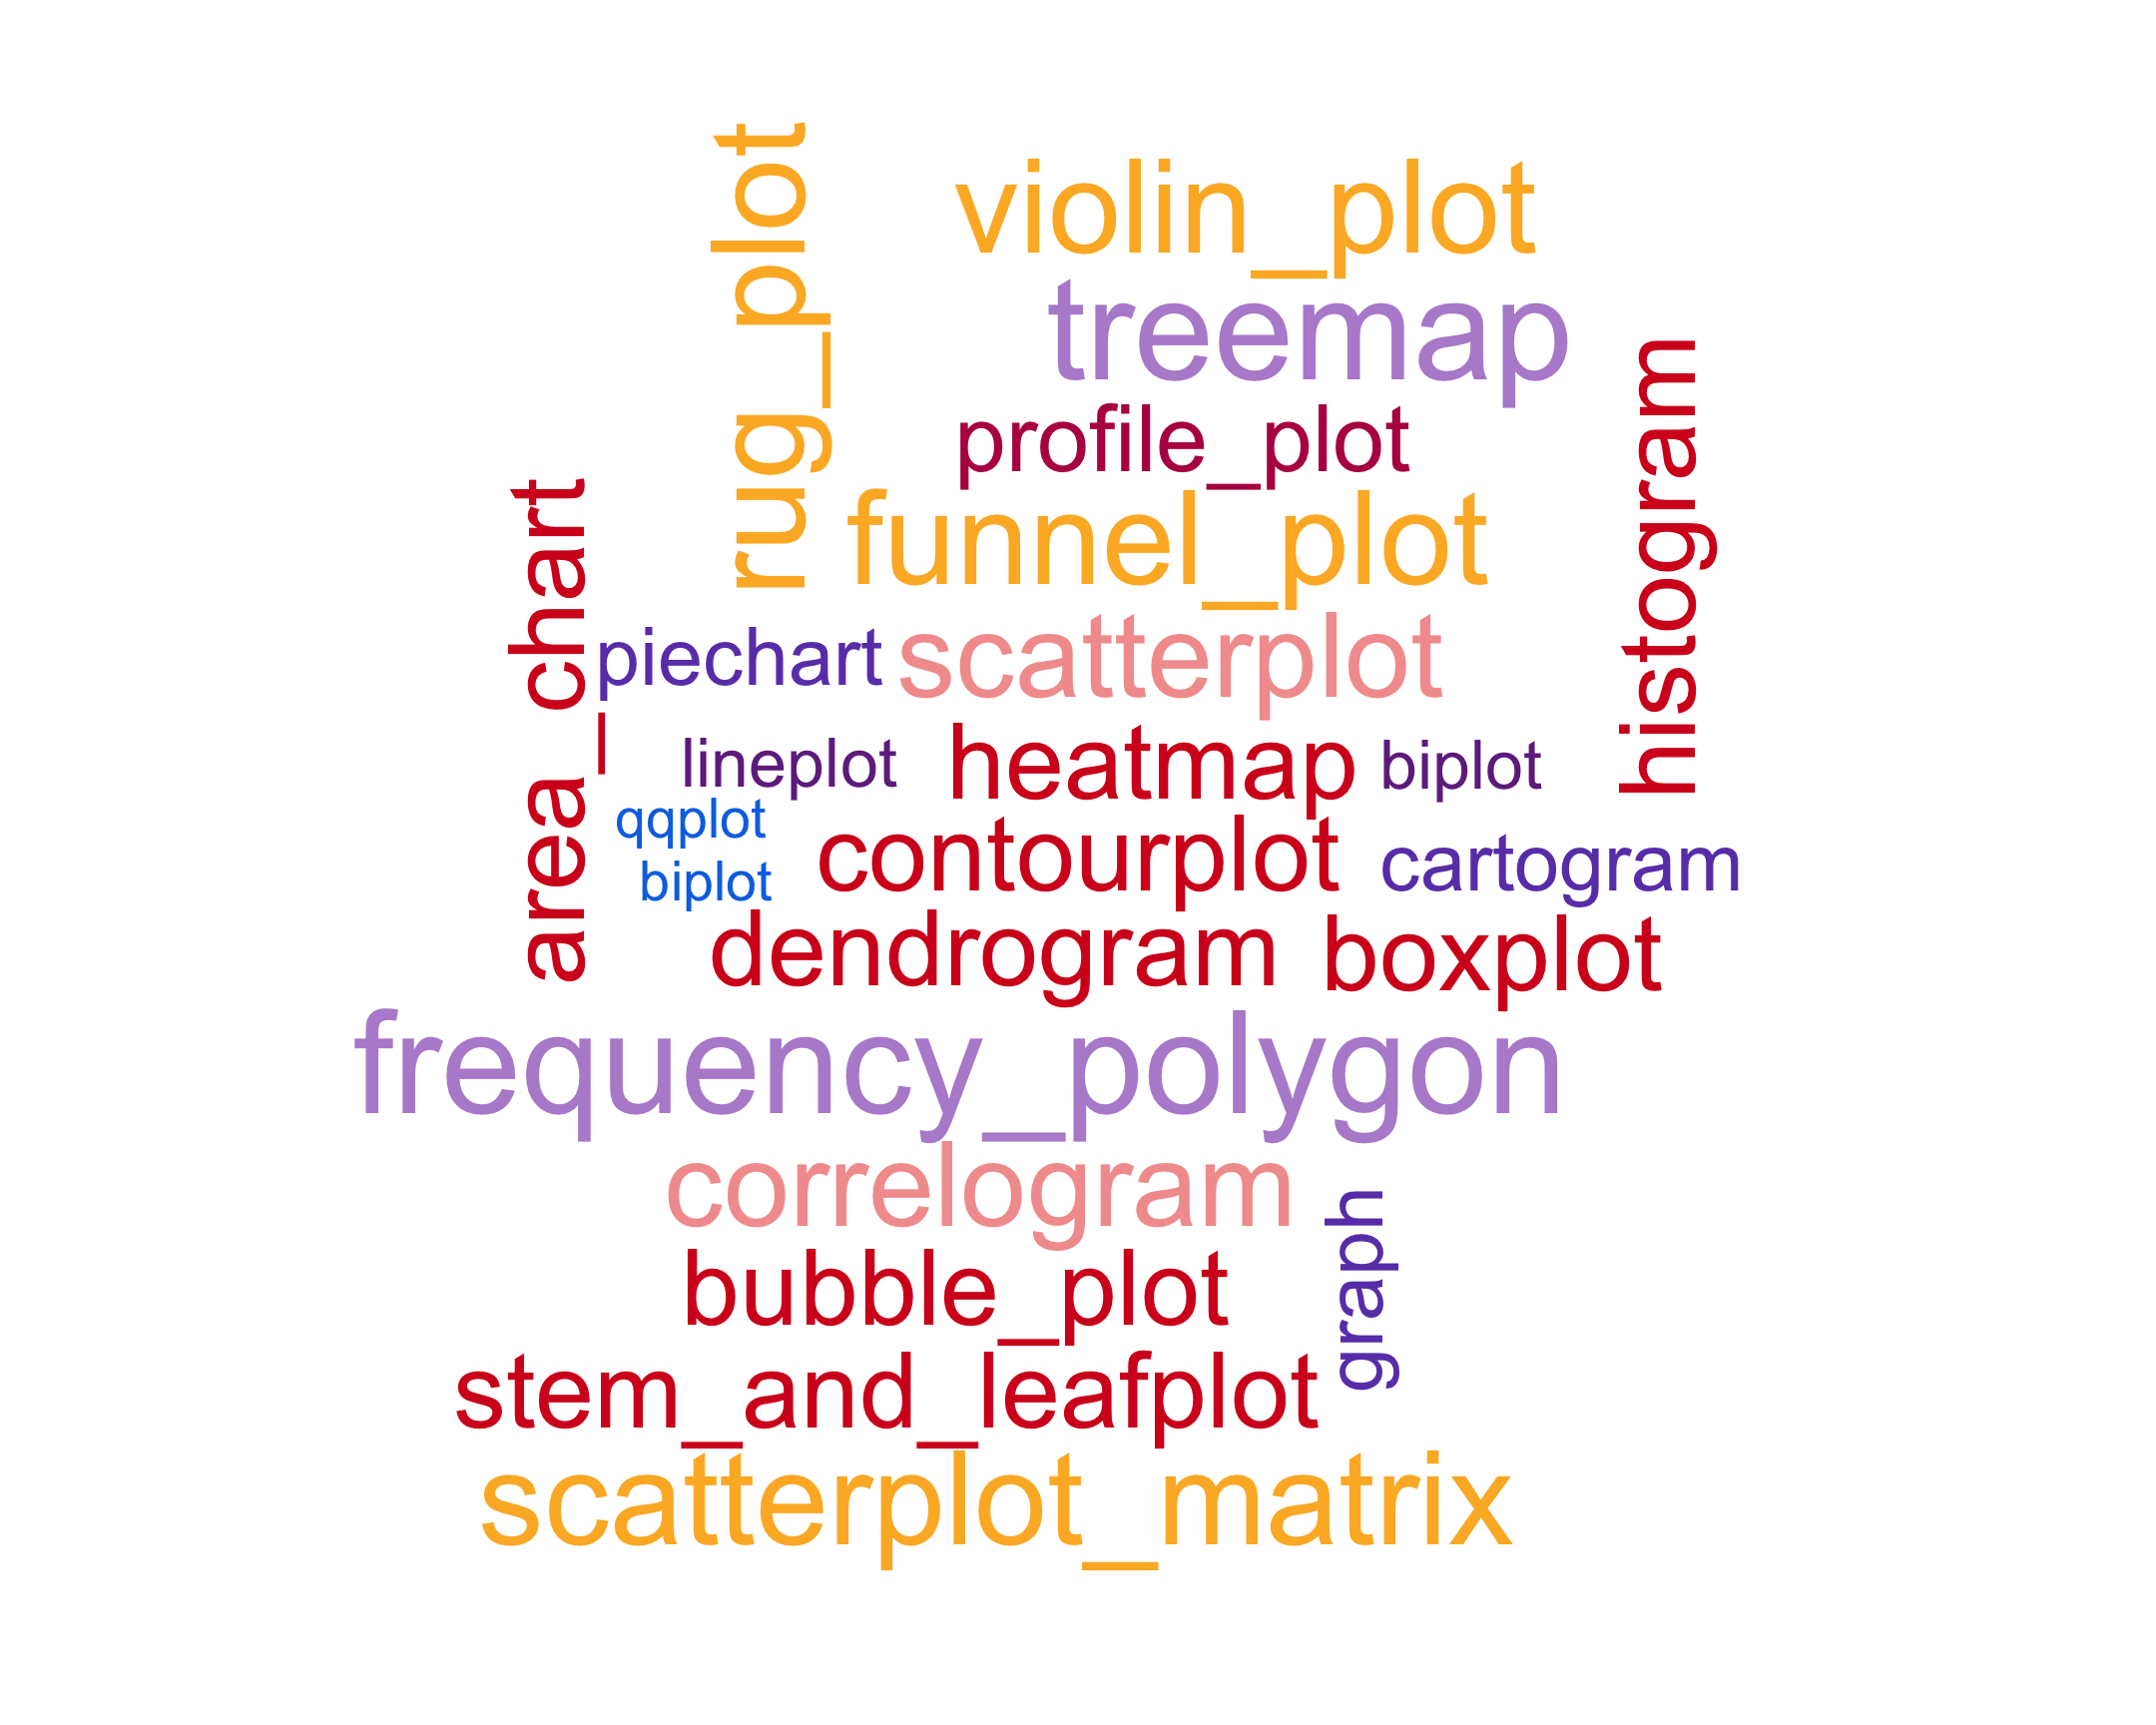 rug_plot
violin_plot
treemap
histogram
profile_plot
area_chart
funnel_plot
piechart
scatterplot
lineplot
heatmap
biplot
qqplot
contourplot
cartogram
biplot
dendrogram
boxplot
frequency_polygon
correlogram
graph
bubble_plot
stem_and_leafplot
scatterplot_matrix